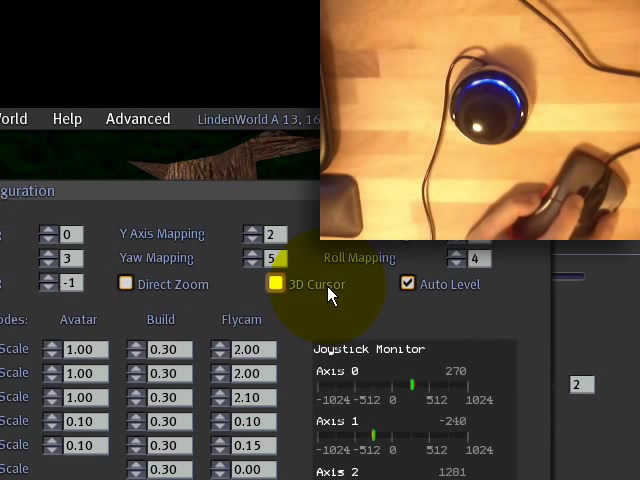 World Help Advanced LindenWorld A 13, 16
guration
0 Y Axis Mapping 2
3 Yaw Mapping 5 Roll Mapping 4
-1 Direct Zoom 3D Cursor Auto Level
odes: Avatar Build Flycam
Scale 1.00 0.30 2.00
Scale 1.00 0.30 2.00
Scale 1.00 0.30 2.10
Scale 0.10 0.30 0.10
Scale 0.10 0.30 0.15
Scale 0.30 0.00
Joystick Monitor
Axis 0 270
-1024 -512 0 512 1024
Axis 1 -240
-1024 -512 0 512 1024
Axis 2 1281
2